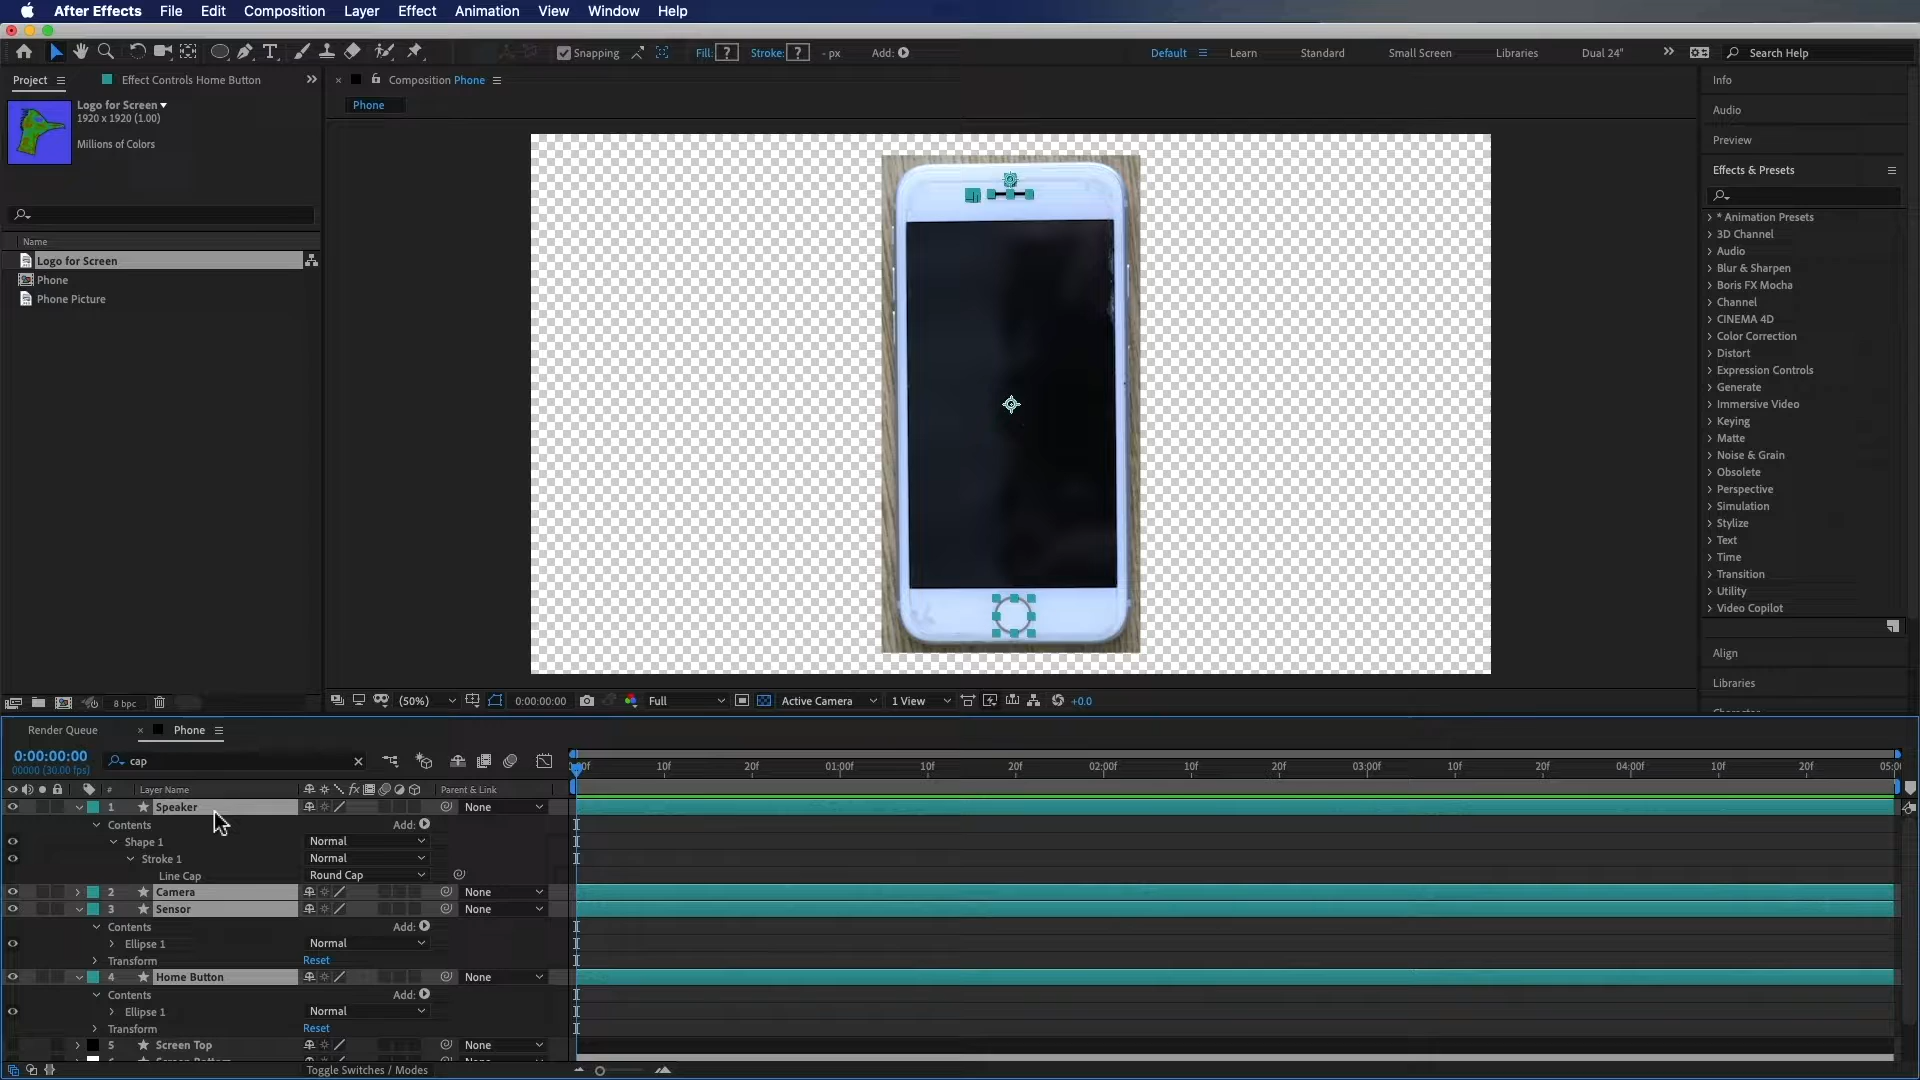 After Effects File Edit Composition Layer Effect Animation View Window Help
Snapping Fill: ? Stroke: ? - px Add: Default Learn Standard Small Screen Libraries Dual 24" Search Help
Project Effect Controls Home Button
Composition Phone
Phone
Logo for Screen
1920 x 1920 (1.00)
Millions of Colors
Name
Logo for Screen
Phone
Phone Picture
8 bpc
(50%) 0:00:00:00 Full Active Camera 1 View +0.0
Info
Audio
Preview
Effects & Presets
* Animation Presets
3D Channel
Audio
Blur & Sharpen
Boris FX Mocha
Channel
CINEMA 4D
Color Correction
Distort
Expression Controls
Generate
Immersive Video
Keying
Matte
Noise & Grain
Obsolete
Perspective
Simulation
Stylize
Text
Time
Transition
Utility
Video Copilot
Align
Libraries
Render Queue Phone
0:00:00:00
00000 (30.00 fps)
cap
10f 20f 01:00f 10f 20f 02:00f 10f 20f 03:00f 10f 20f 04:00f 10f 20f
# Layer Name Parent & Link
1 Speaker None
Contents Add:
Shape 1 Normal
Stroke 1 Normal
Line Cap Round Cap
2 Camera None
3 Sensor None
Contents Add:
Ellipse 1 Normal
Transform Reset
4 Home Button None
Contents Add:
Ellipse 1 Normal
Transform Reset
5 Screen Top None
Toggle Switches / Modes